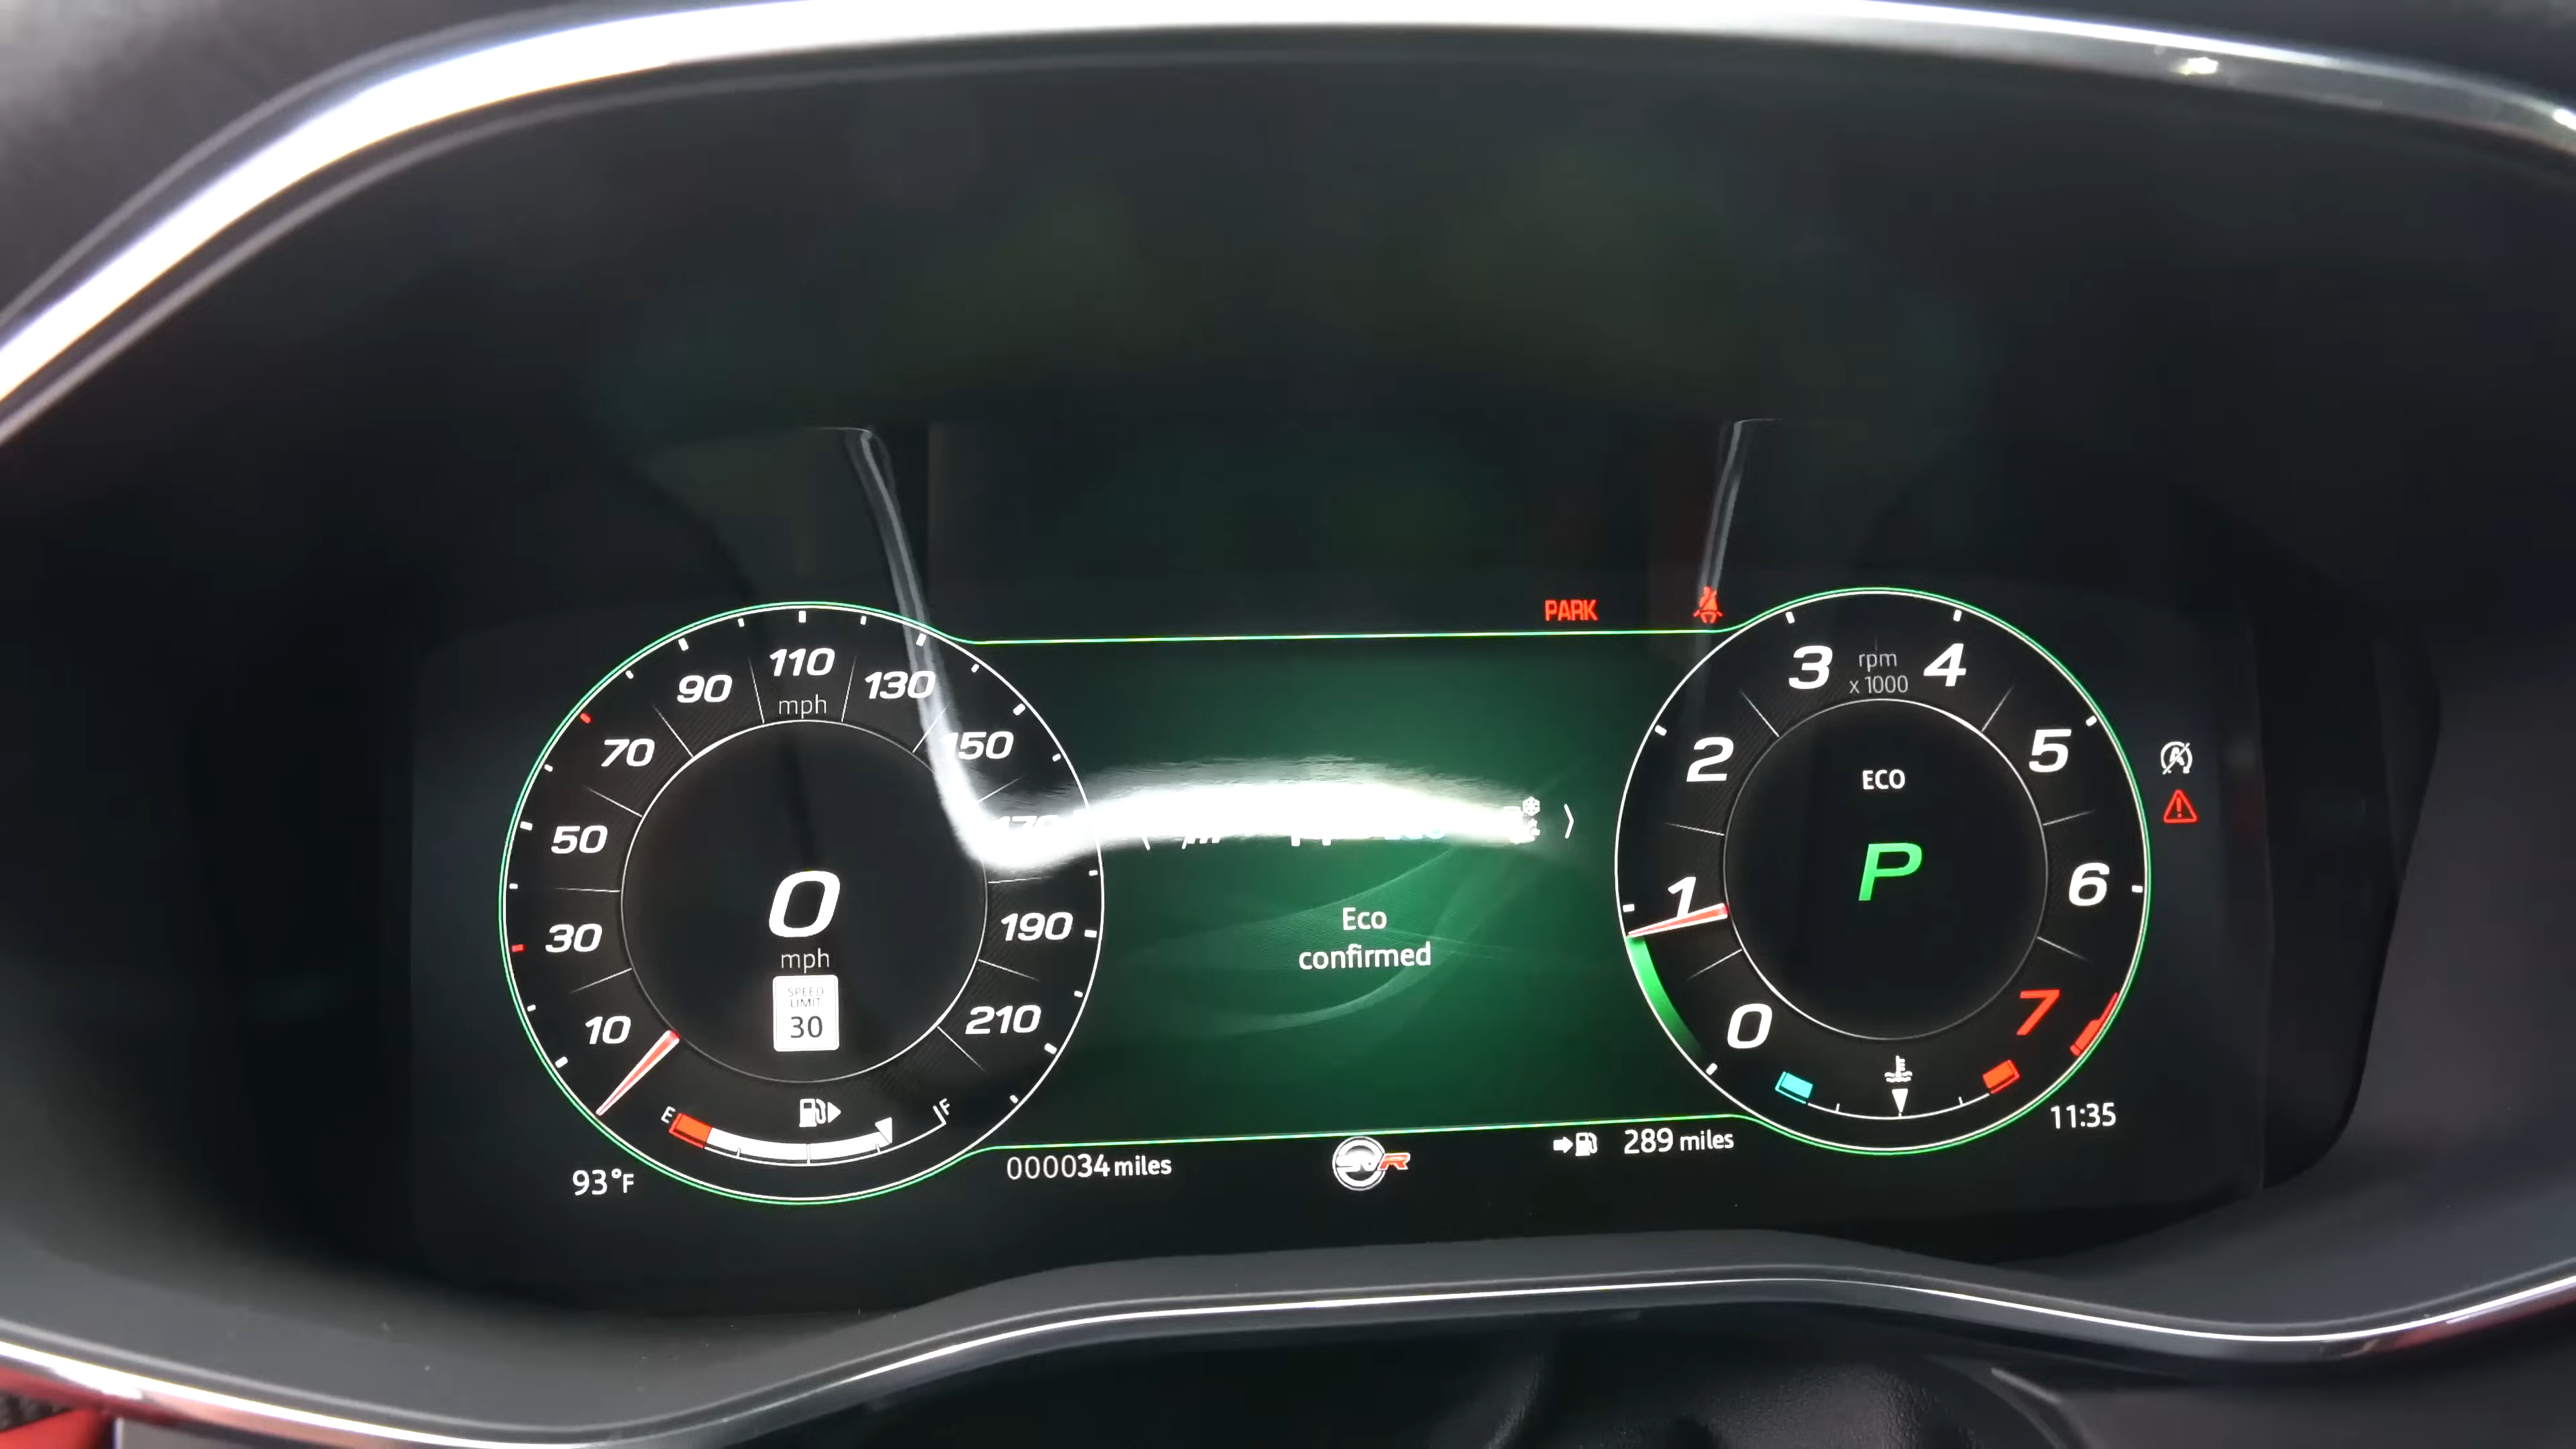 PARK
110
90
130
mph
70
150
50
0
mph
30
190
SPEED
LIMIT
30
10
210
E
F
93°F
000034 miles
Eco
confirmed
SVR
289 miles
3
rpm
x 1000
4
2
5
ECO
P
1
6
0
7
11:35